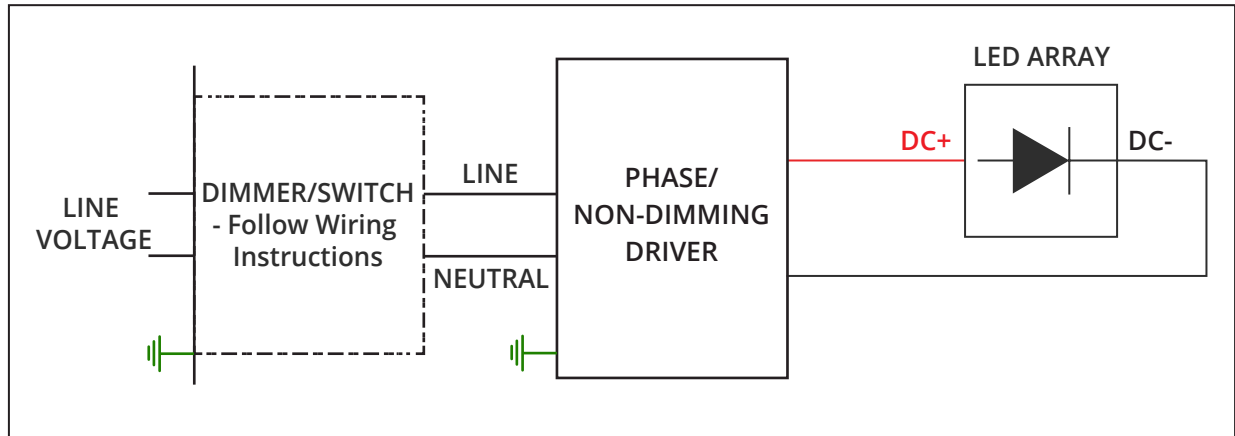 LINE
VOLTAGE
DIMMER/SWITCH
- Follow Wiring
Instructions
LINE
NEUTRAL
PHASE/
NON-DIMMING
DRIVER
LED ARRAY
DC+
DC-